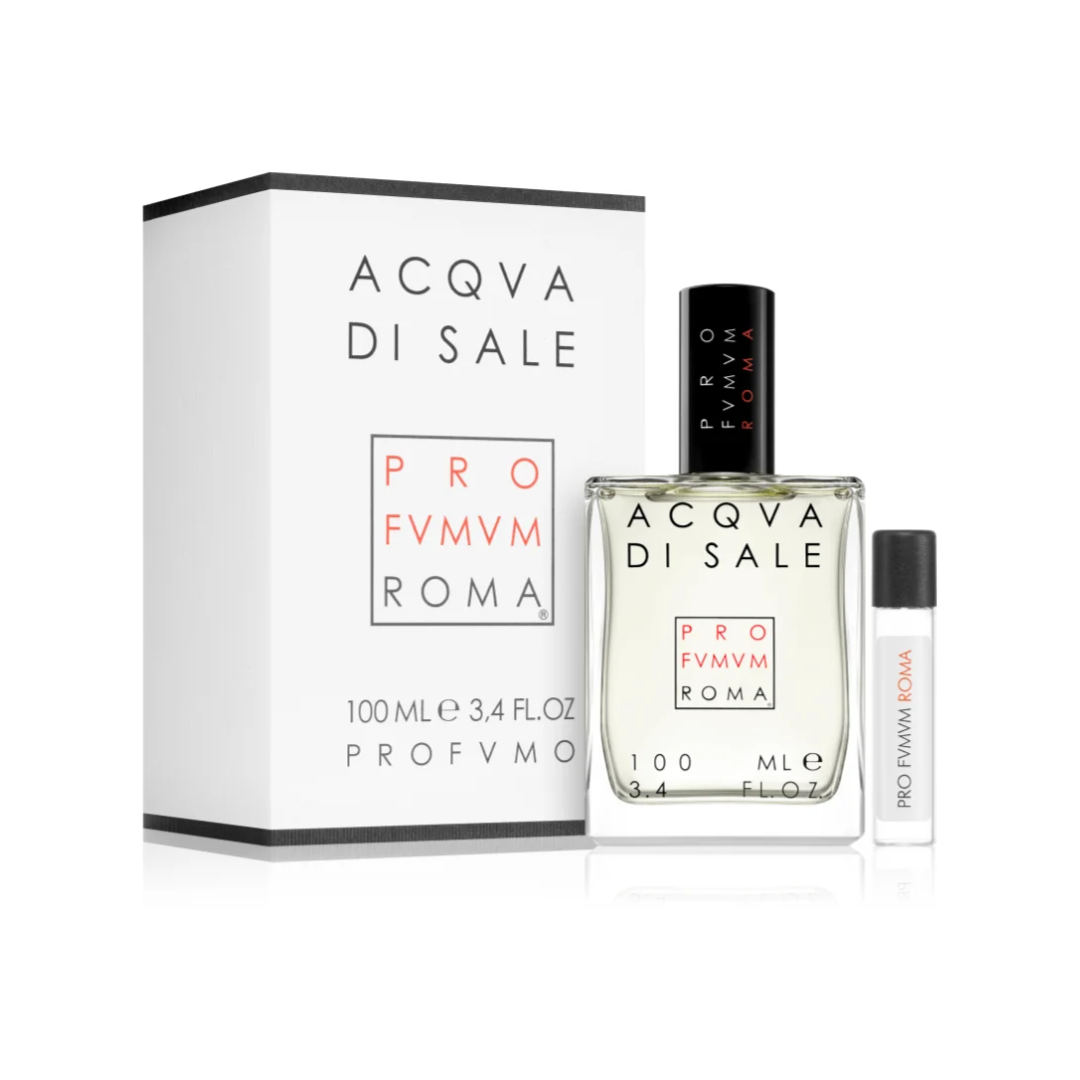 ACQVA
DI SALE
PRO
FVMVM
ROMA®
100 ML ℮ 3,4 FL.OZ
PROFVMO
PRO
FVMVM
ROMA
ACQVA
DI SALE
PRO
FVMVM
ROMA®
100 ML ℮
3.4 FL.OZ.
PRO FVMVM ROMA